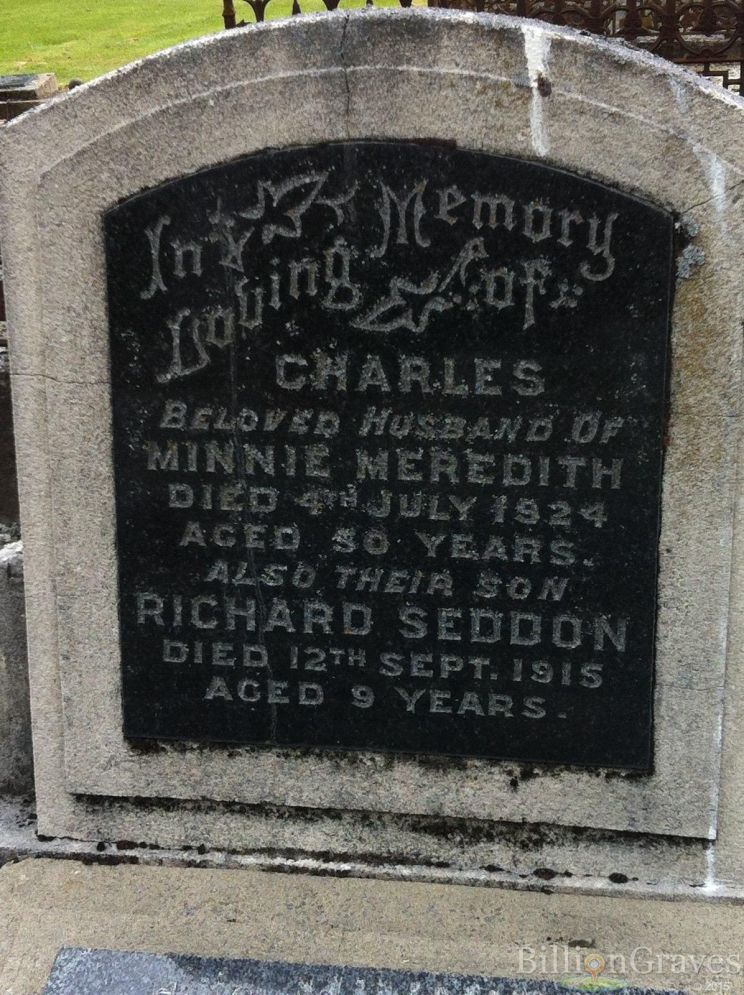 In Memory
Loving of
CHARLES
BELOVED HUSBAND OF
MINNIE MEREDITH
DIED 4TH JULY 1924
AGED 50 YEARS.
ALSO THEIR SON
RICHARD SEDDON
DIED 12TH SEPT. 1915
AGED 9 YEARS.
BillionGraves
2015